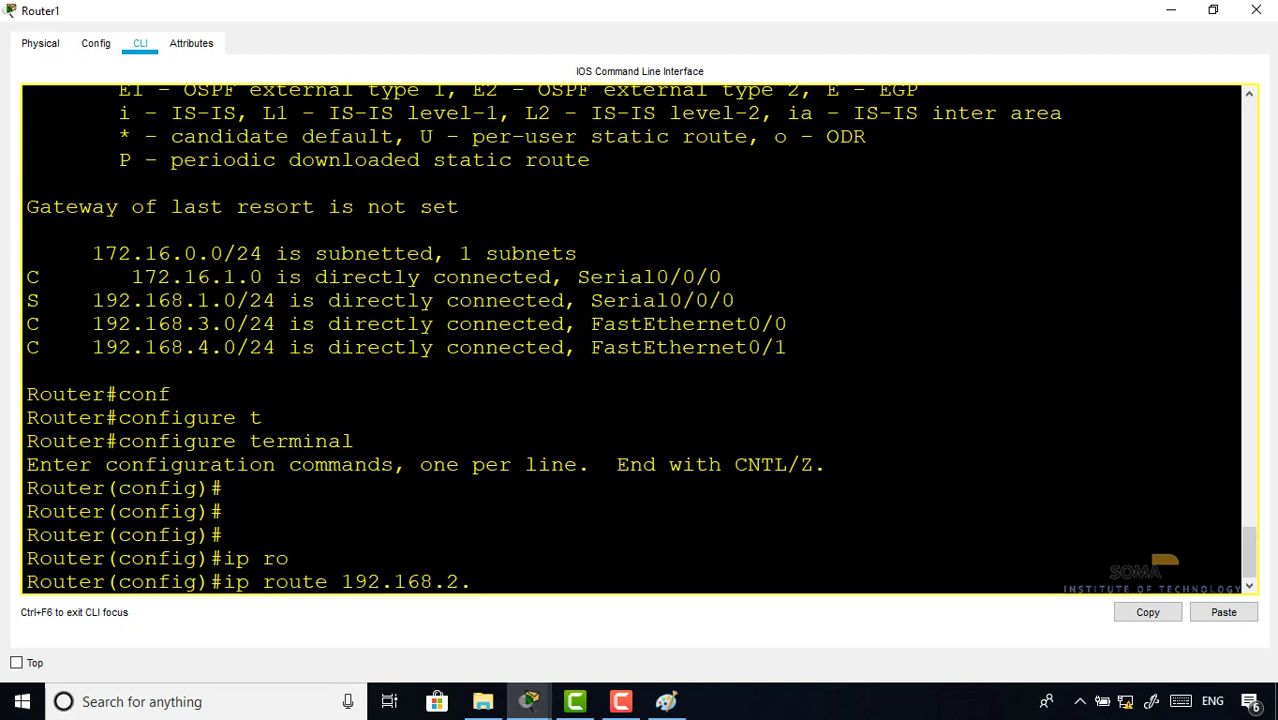 Router1
Physical Config CLI Attributes
IOS Command Line Interface
E1 - OSPF external type 1, E2 - OSPF external type 2, E - EGP
i - IS-IS, L1 - IS-IS level-1, L2 - IS-IS level-2, ia - IS-IS inter area
* - candidate default, U - per-user static route, o - ODR
P - periodic downloaded static route
Gateway of last resort is not set
172.16.0.0/24 is subnetted, 1 subnets
C 172.16.1.0 is directly connected, Serial0/0/0
S 192.168.1.0/24 is directly connected, Serial0/0/0
C 192.168.3.0/24 is directly connected, FastEthernet0/0
C 192.168.4.0/24 is directly connected, FastEthernet0/1
Router#conf
Router#configure t
Router#configure terminal
Enter configuration commands, one per line. End with CNTL/Z.
Router(config)#
Router(config)#
Router(config)#
Router(config)#ip ro
Router(config)#ip route 192.168.2.
SOMA
INSTITUTE OF TECHNOLOGY
Ctrl+F6 to exit CLI focus
Copy Paste
Top
Search for anything
ENG
6